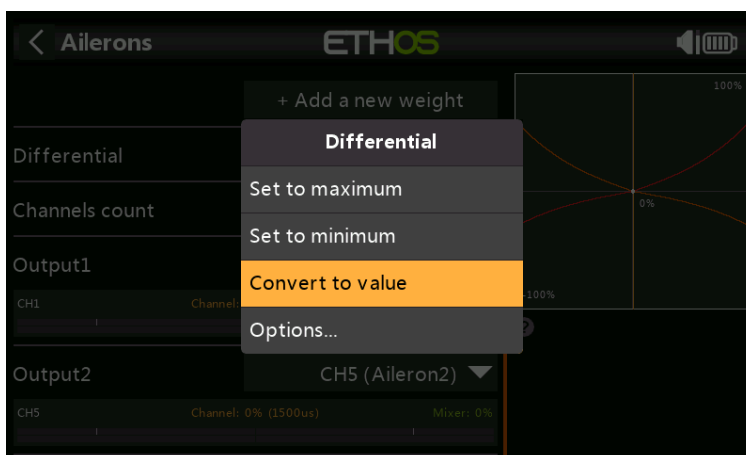 Ailerons
ETHOS
+ Add a new weight
100%
Differential
Differential
Set to maximum
Channels count
0%
Set to minimum
Output1
Convert to value
-100%
CH1
Channel:
Options...
?
Output2
CH5 (Aileron2)
CH5
Channel: 0% (1500us)
Mixer: 0%